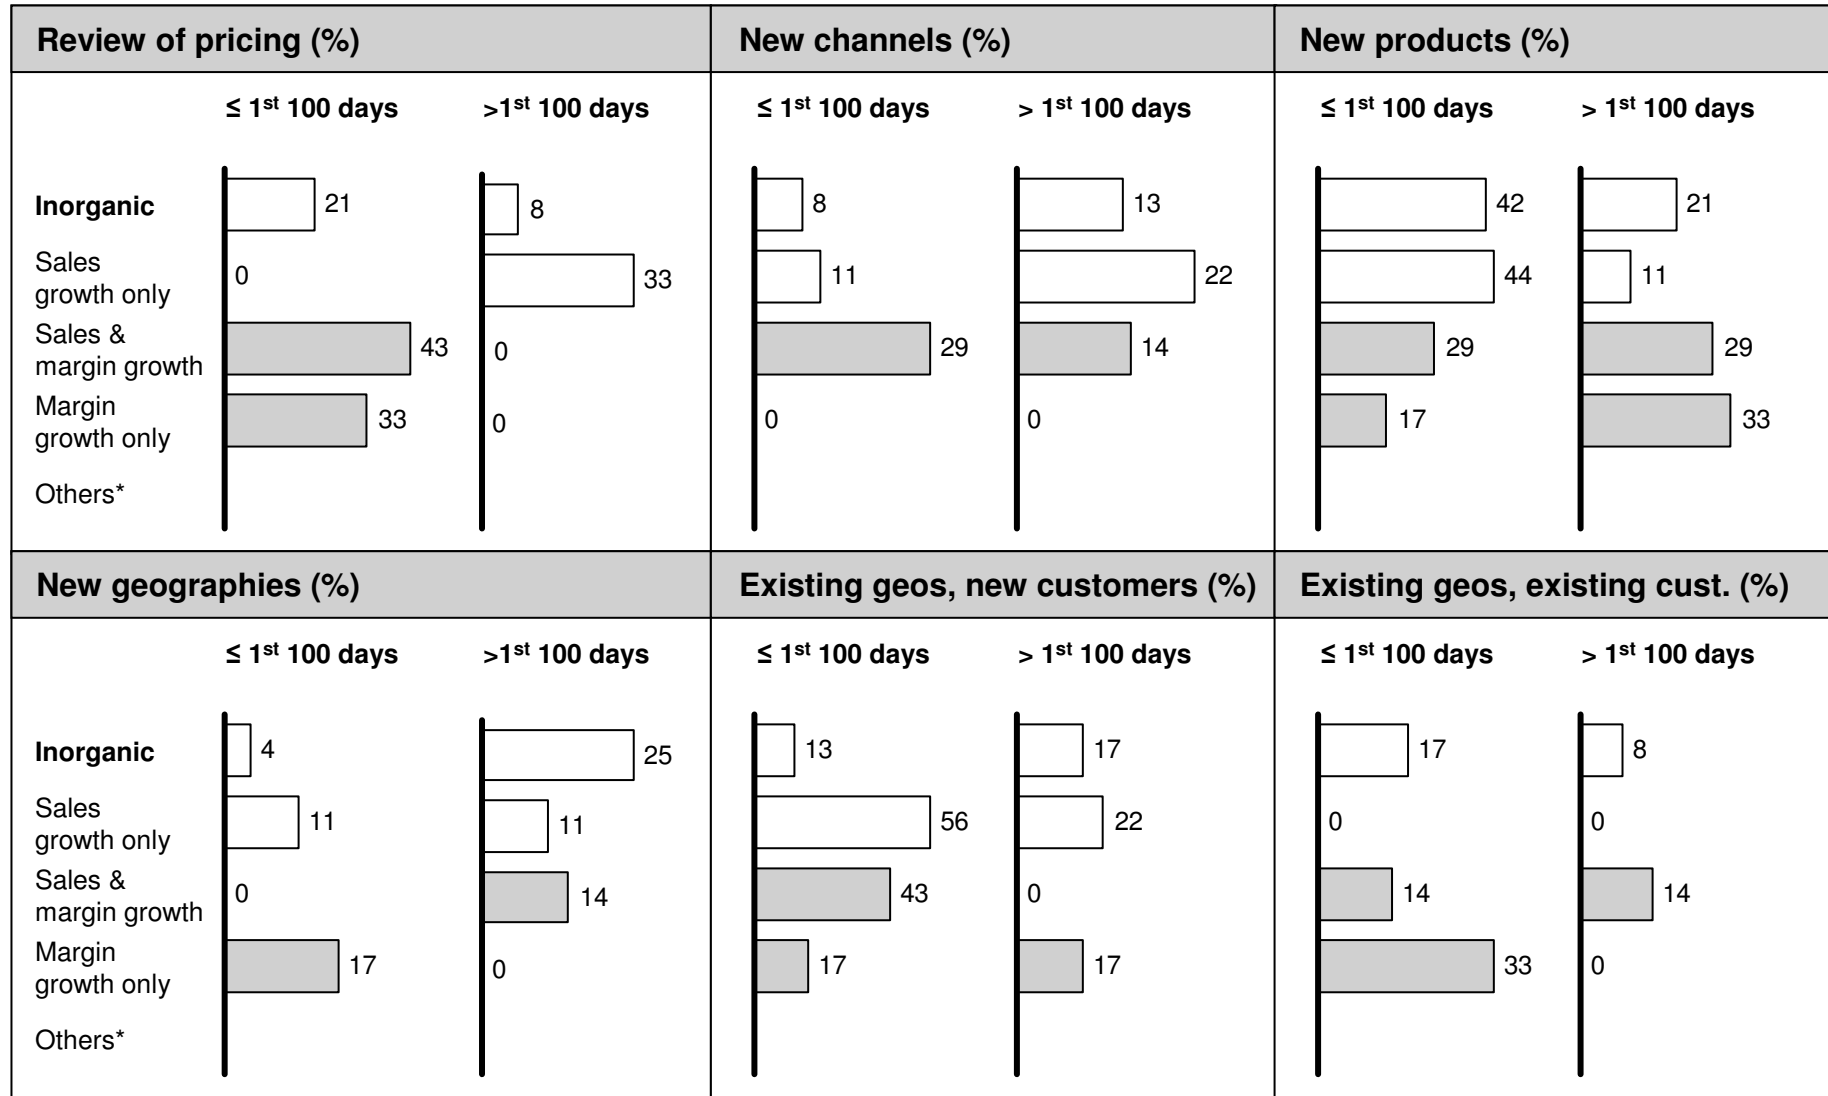 Review of pricing (%)
≤ 1st 100 days >1st 100 days
Inorganic 21 8
Sales
growth only 0 33
Sales &
margin growth 43 0
Margin
growth only 33 0
Others*
New channels (%)
≤ 1st 100 days > 1st 100 days
8 13
11 22
29 14
0 0
New products (%)
≤ 1st 100 days > 1st 100 days
42 21
44 11
29 29
17 33
New geographies (%)
≤ 1st 100 days >1st 100 days
Inorganic 4 25
Sales
growth only 11 11
Sales &
margin growth 0 14
Margin
growth only 17 0
Others*
Existing geos, new customers (%)
≤ 1st 100 days > 1st 100 days
13 17
56 22
43 0
17 17
Existing geos, existing cust. (%)
≤ 1st 100 days > 1st 100 days
17 8
0 0
14 14
33 0